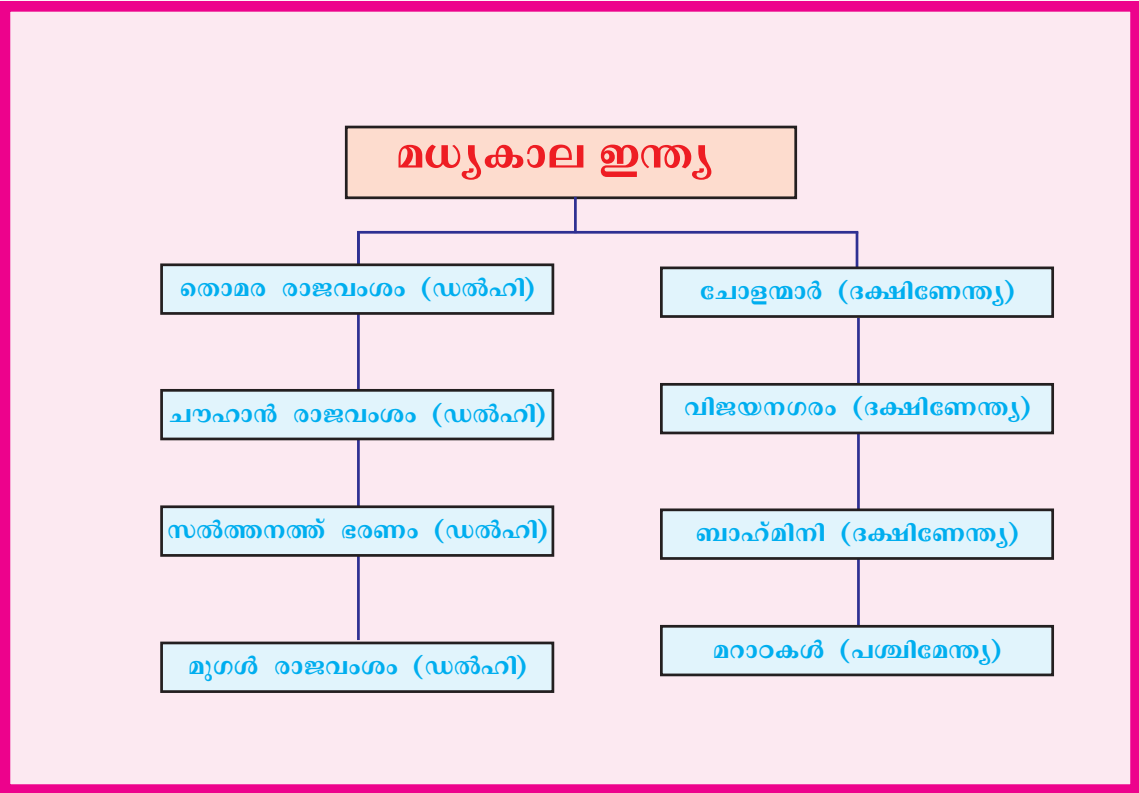 മധ്യകാല ഇന്ത്യ
തൊമര രാജവംശം (ഡൽഹി)
ചൗഹാൻ രാജവംശം (ഡൽഹി)
സൽത്തനത്ത് ഭരണം (ഡൽഹി)
മുഗൾ രാജവംശം (ഡൽഹി)
ചോളന്മാർ (ദക്ഷിണേന്ത്യ)
വിജയനഗരം (ദക്ഷിണേന്ത്യ)
ബാഹ്മിനി (ദക്ഷിണേന്ത്യ)
മറാഠകൾ (പശ്ചിമേന്ത്യ)